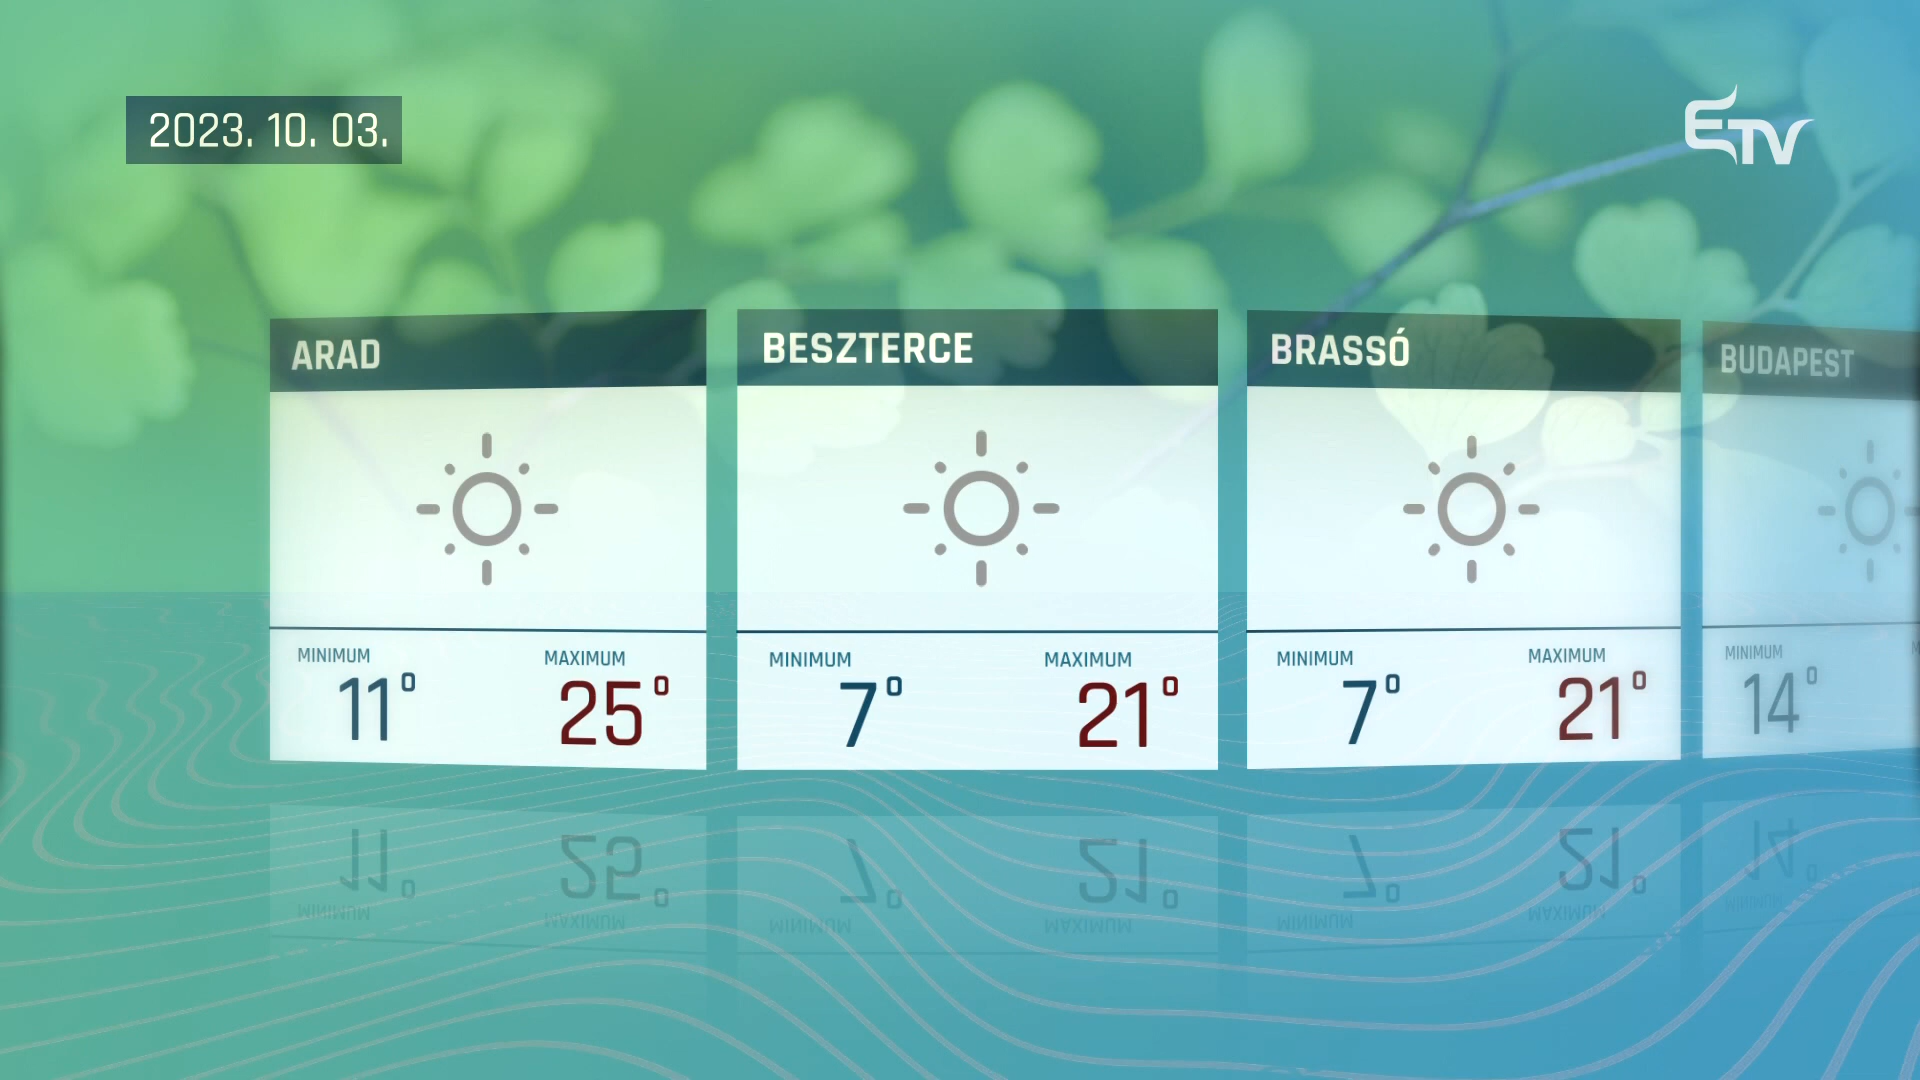 2023. 10. 03.
ETV
ARAD
BESZTERCE
BRASSÓ
BUDAPEST
MINIMUM
11°
MAXIMUM
25°
MINIMUM
7°
MAXIMUM
21°
MINIMUM
7°
MAXIMUM
21°
MINIMUM
14°